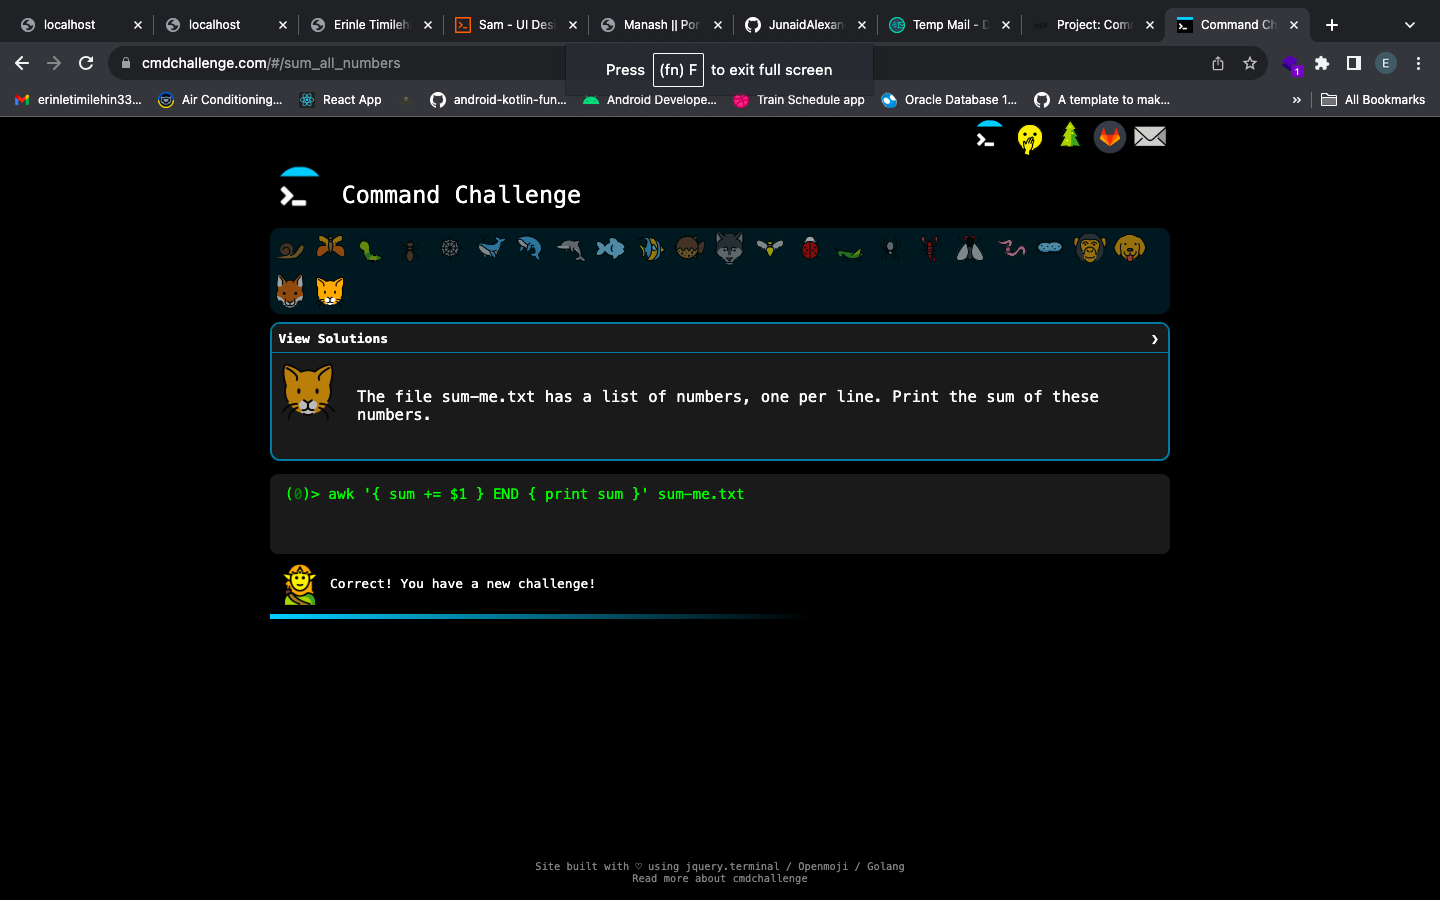 localhost
localhost
Erinle Timileh
Sam - UI Desi
Manash || Por
JunaidAlexan
Temp Mail - D
Project: Com
Command Ch
cmdchallenge.com/#/sum_all_numbers
Press (fn) F to exit full screen
E
1
erinletimilehin33...
Air Conditioning...
React App
android-kotlin-fun...
Android Develope...
Train Schedule app
Oracle Database 1...
A template to mak...
»
All Bookmarks
Command Challenge
View Solutions
The file sum-me.txt has a list of numbers, one per line. Print the sum of these
numbers.
(0)> awk '{ sum += $1 } END { print sum }' sum-me.txt
Correct! You have a new challenge!
Site built with ♡ using jquery.terminal / Openmoji / Golang
Read more about cmdchallenge